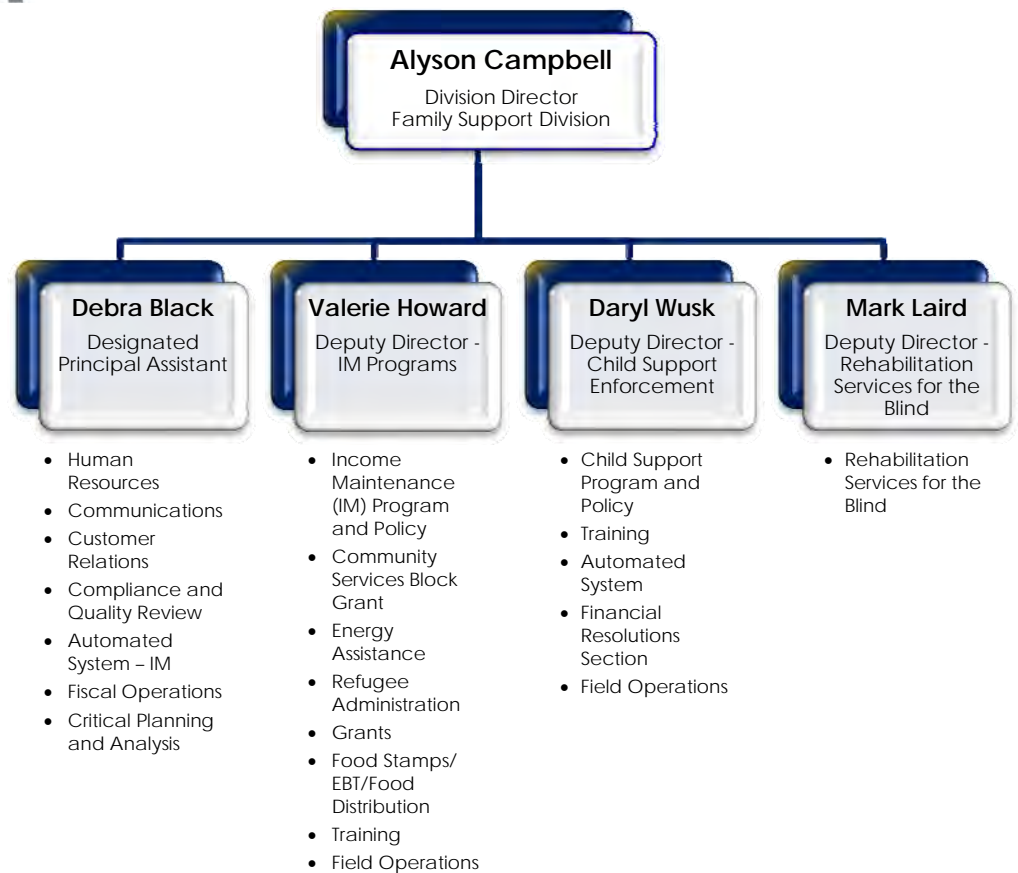 Alyson Campbell
Division Director
Family Support Division
Debra Black
Designated
Principal Assistant
• Human
Resources
• Communications
• Customer
Relations
• Compliance and
Quality Review
• Automated
System – IM
• Fiscal Operations
• Critical Planning
and Analysis
Valerie Howard
Deputy Director -
IM Programs
• Income
Maintenance
(IM) Program
and Policy
• Community
Services Block
Grant
• Energy
Assistance
• Refugee
Administration
• Grants
• Food Stamps/
EBT/Food
Distribution
• Training
• Field Operations
Daryl Wusk
Deputy Director -
Child Support
Enforcement
• Child Support
Program and
Policy
• Training
• Automated
System
• Financial
Resolutions
Section
• Field Operations
Mark Laird
Deputy Director -
Rehabilitation
Services for the
Blind
• Rehabilitation
Services for the
Blind